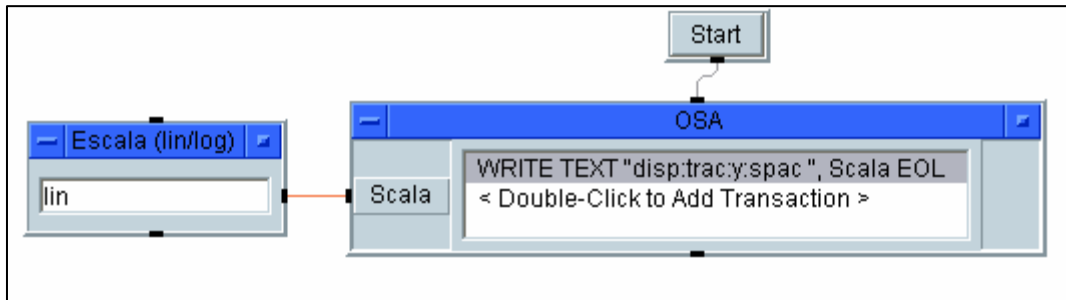 Start
OSA
Escala (lin/log)
WRITE TEXT "disp:trac:y:spac ", Scala EOL
lin
Scala
< Double-Click to Add Transaction >